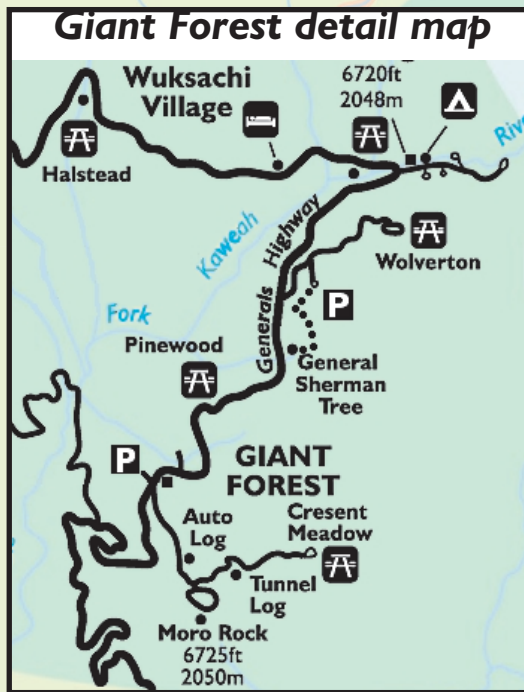 Giant Forest detail map
6720ft
2048m
Wuksachi
Village
Halstead
Rive
Kaweah
Generals Highway
Wolverton
P
Fork
Pinewood
General
Sherman
Tree
P
GIANT
FOREST
Cresent
Meadow
Auto
Log
Tunnel
Log
Moro Rock
6725ft
2050m